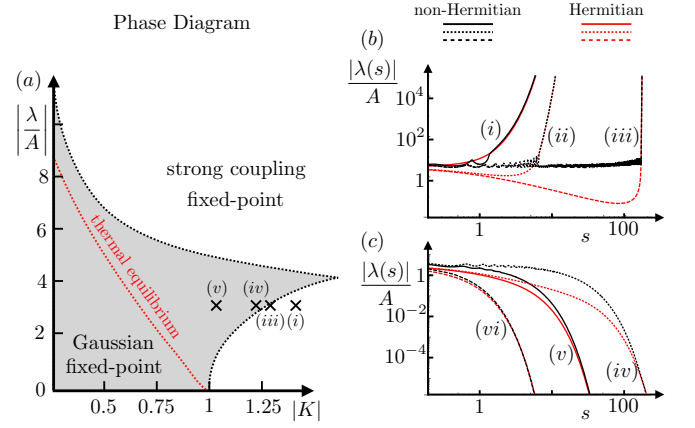 Phase Diagram
non-Hermitian
Hermitian
(a)
|λ/A|
8
6
4
2
0
0.5
0.75
1
1.25
|K|
strong coupling
fixed-point
thermal equilibrium
Gaussian
fixed-point
(v)
(iv)
(iii)
(i)
(b)
|λ(s)|
A
10^4
10^2
1
(i)
(ii)
(iii)
1
s
100
(c)
|λ(s)|
A
1
10^−2
10^−4
(vi)
(v)
(iv)
1
s
100